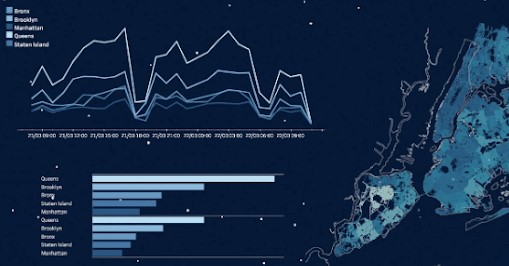 Bronx
Brooklyn
Manhattan
Queens
Staten Island
21/03 09:00 21/03 12:00 21/03 15:00 21/03 18:00 21/03 21:00 22/03 00:00 22/03 03:00 22/03 06:00 22/03 09:00
Queens
Brooklyn
Bronx
Staten Island
Manhattan
Queens
Brooklyn
Bronx
Staten Island
Manhattan